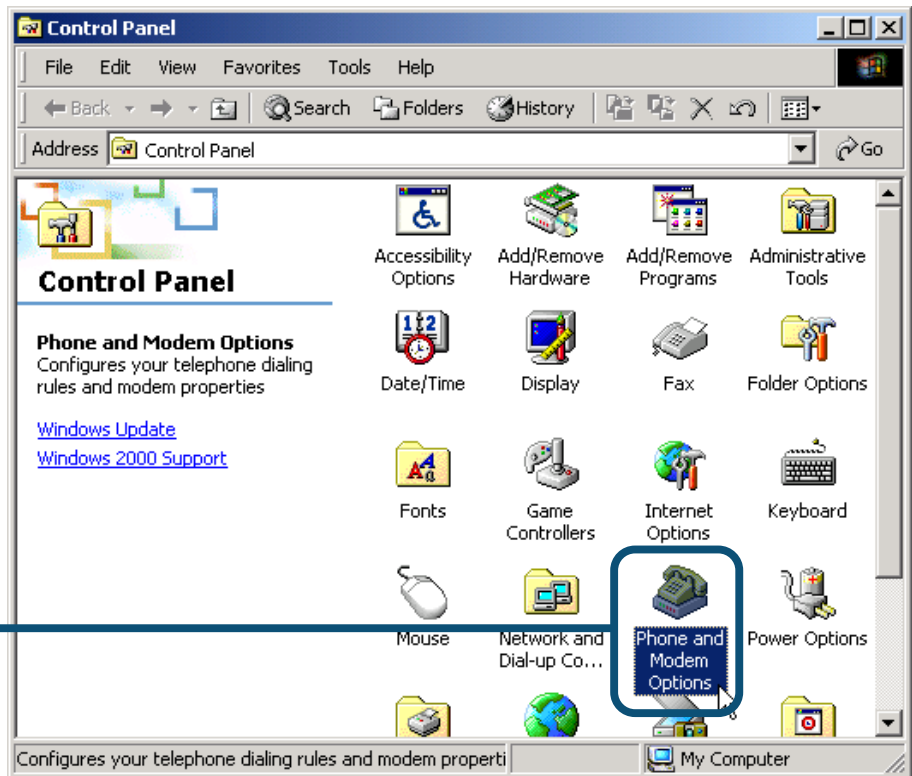 Control Panel
File Edit View Favorites Tools Help
Back Search Folders History
Address Control Panel Go
Control Panel
Phone and Modem Options
Configures your telephone dialing
rules and modem properties
Windows Update
Windows 2000 Support
Accessibility
Options
Add/Remove
Hardware
Add/Remove
Programs
Administrative
Tools
Date/Time
Display
Fax
Folder Options
Fonts
Game
Controllers
Internet
Options
Keyboard
Mouse
Network and
Dial-up Co...
Phone and
Modem
Options
Power Options
Configures your telephone dialing rules and modem properti
My Computer